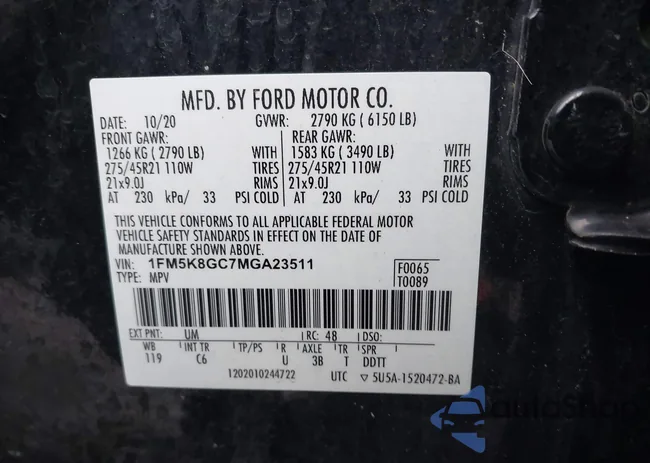 MFD. BY FORD MOTOR CO.
DATE: 10/20 GVWR: 2790 KG ( 6150 LB)
FRONT GAWR: REAR GAWR:
1266 KG ( 2790 LB) WITH 1583 KG ( 3490 LB) WITH
275/45R21 110W TIRES 275/45R21 110W TIRES
21x9.0J RIMS 21x9.0J RIMS
AT 230 kPa/ 33 PSI COLD AT 230 kPa/ 33 PSI COLD
THIS VEHICLE CONFORMS TO ALL APPLICABLE FEDERAL MOTOR
VEHICLE SAFETY STANDARDS IN EFFECT ON THE DATE OF
MANUFACTURE SHOWN ABOVE.
VIN: 1FM5K8GC7MGA23511 F0065
TYPE: MPV T0089
EXT PNT: UM RC: 48 DSO:
WB INT TR TP/PS R AXLE TR SPR
119 C6 U 3B T DDTT
1202010244722 UTC ▽ 5U5A-1520472-BA
autoShop